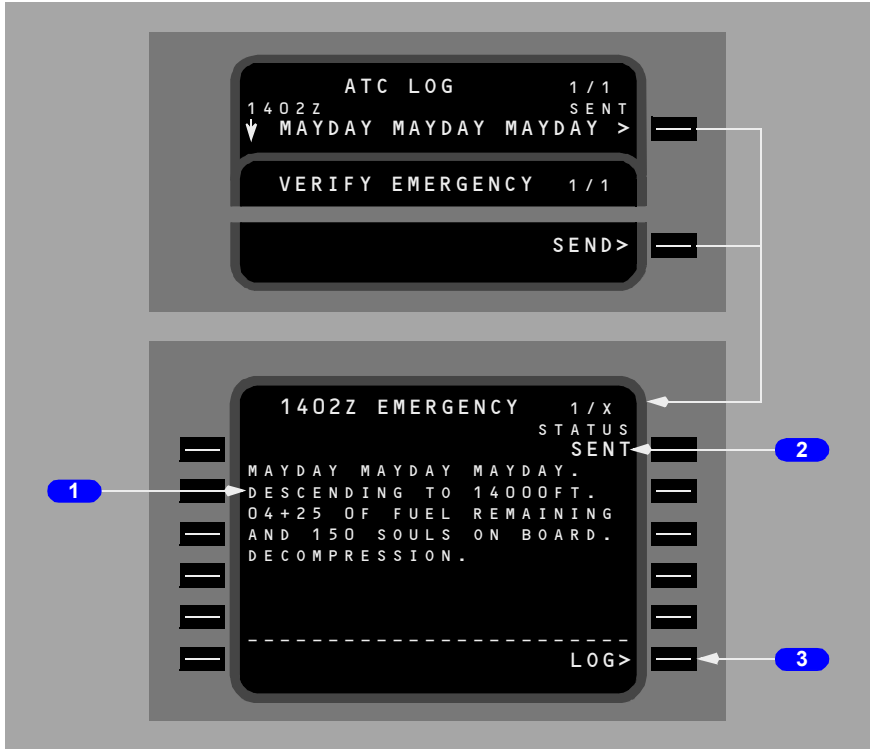 ATC LOG 1/1
1402Z SENT
MAYDAY MAYDAY MAYDAY >
VERIFY EMERGENCY 1/1
SEND>
1402Z EMERGENCY 1/X
STATUS
SENT
2
MAYDAY MAYDAY MAYDAY.
1
DESCENDING TO 14000FT.
04+25 OF FUEL REMAINING
AND 150 SOULS ON BOARD.
DECOMPRESSION.
------------------------
LOG>
3